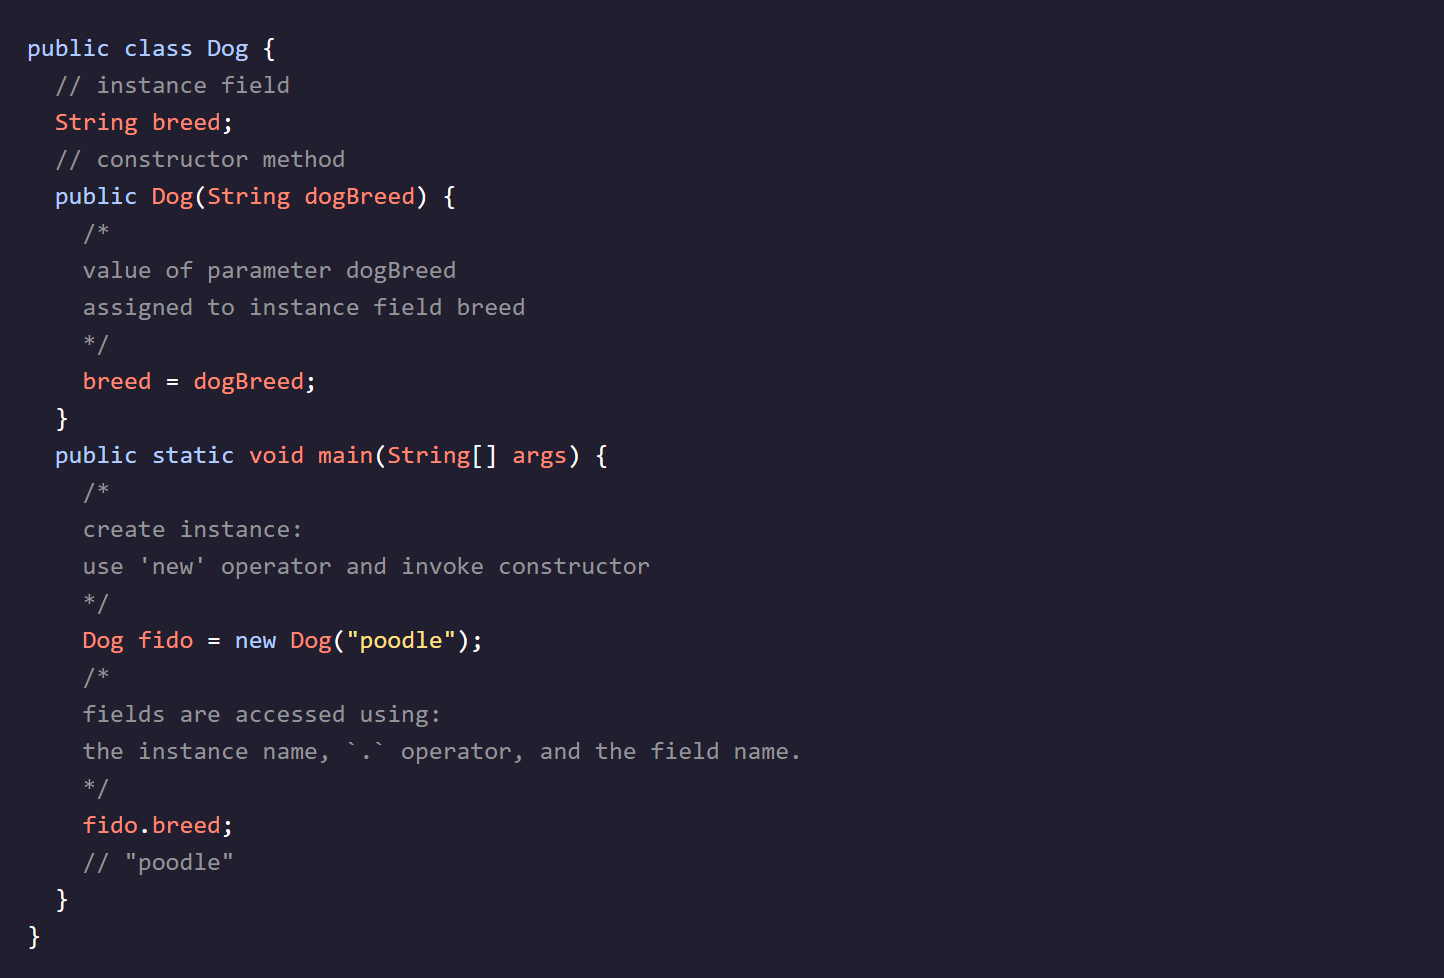 public class Dog {
  // instance field
  String breed;
  // constructor method
  public Dog(String dogBreed) {
    /*
    value of parameter dogBreed
    assigned to instance field breed
    */
    breed = dogBreed;
  }
  public static void main(String[] args) {
    /*
    create instance:
    use 'new' operator and invoke constructor
    */
    Dog fido = new Dog("poodle");
    /*
    fields are accessed using:
    the instance name, `.` operator, and the field name.
    */
    fido.breed;
    // "poodle"
  }
}